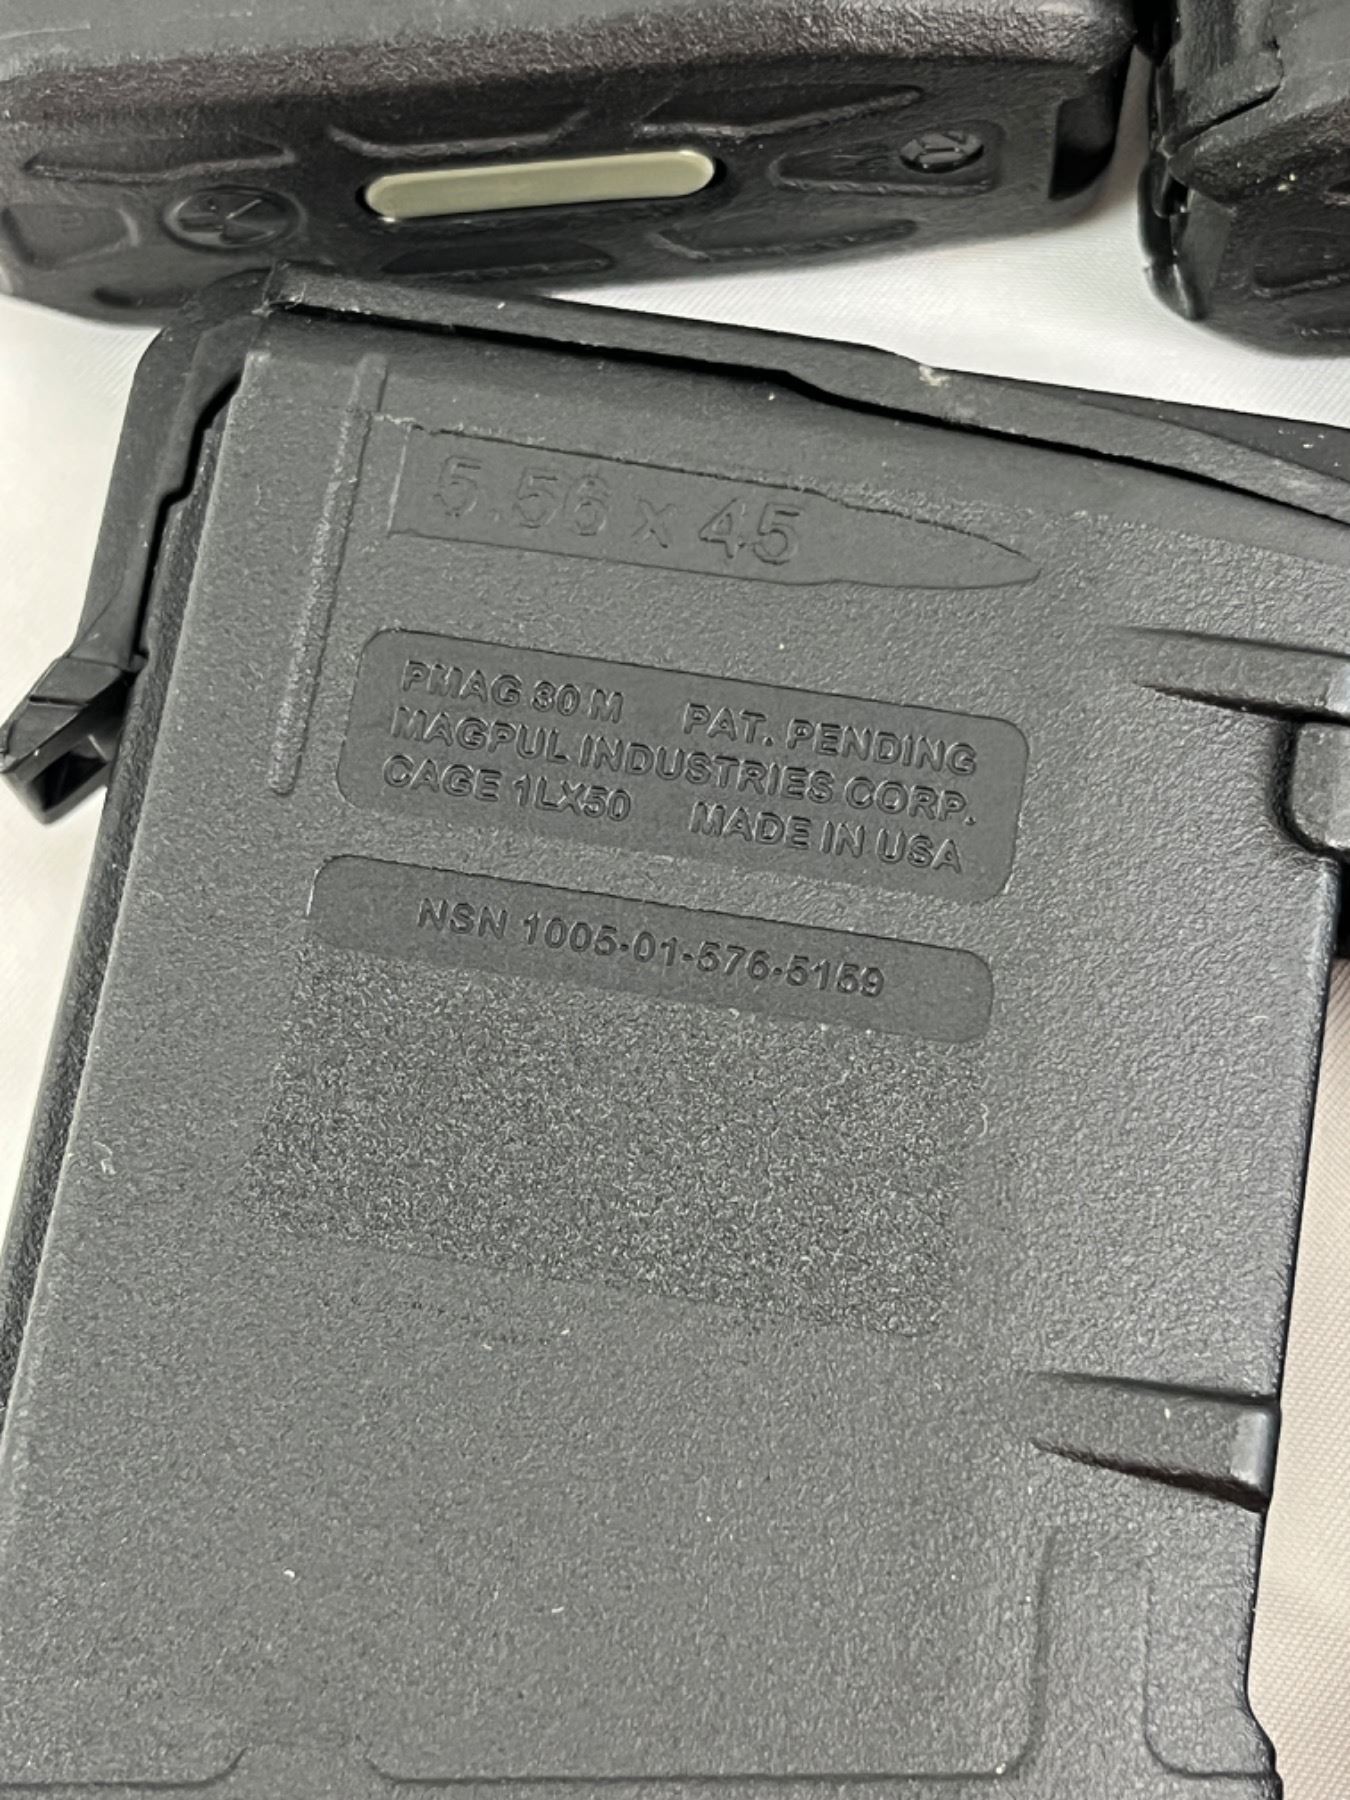 5.56 x 45
PMAG 30 M PAT. PENDING
MAGPUL INDUSTRIES CORP.
CAGE 1LX50 MADE IN USA
NSN 1005-01-576-5159